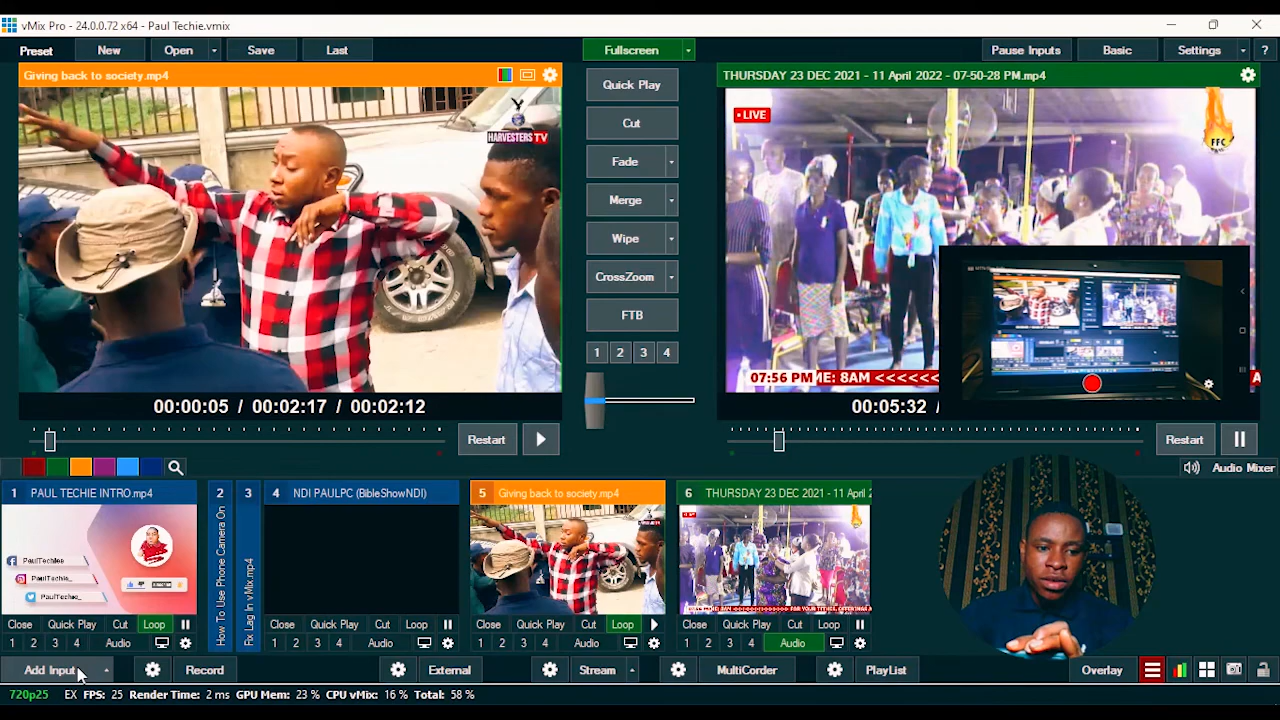 vMix Pro - 24.0.0.72 x64 - Paul Techie.vmix
Preset New Open Save Last Fullscreen Pause Inputs Basic Settings ?
Giving back to society.mp4
HARVESTERS TV
00:00:05 / 00:02:17 / 00:02:12
Restart
Quick Play
Cut
Fade
Merge
Wipe
CrossZoom
FTB
1 2 3 4
THURSDAY 23 DEC 2021 - 11 April 2022 - 07-50-28 PM.mp4
LIVE
FFC
07:56 PM ME: 8AM <<<<<<
00:05:32 /
Restart
Audio Mixer
1 PAUL TECHIE INTRO.mp4
PaulTechiee
PaulTechie_
PaulTechie_
Close Quick Play Cut Loop
1 2 3 4 Audio
2 How To Use Phone Camera On
3 Fix Lag In vMix.mp4
4 NDI PAULPC (BibleShowNDI)
Close Quick Play Cut Loop
1 2 3 4 Audio
5 Giving back to society.mp4
Close Quick Play Cut Loop
1 2 3 4 Audio
6 THURSDAY 23 DEC 2021 - 11 April 2
Close Quick Play Cut Loop
1 2 3 4 Audio
Add Input Record External Stream MultiCorder PlayList Overlay
720p25 EX FPS: 25 Render Time: 2 ms GPU Mem: 23 % CPU vMix: 16 % Total: 58 %